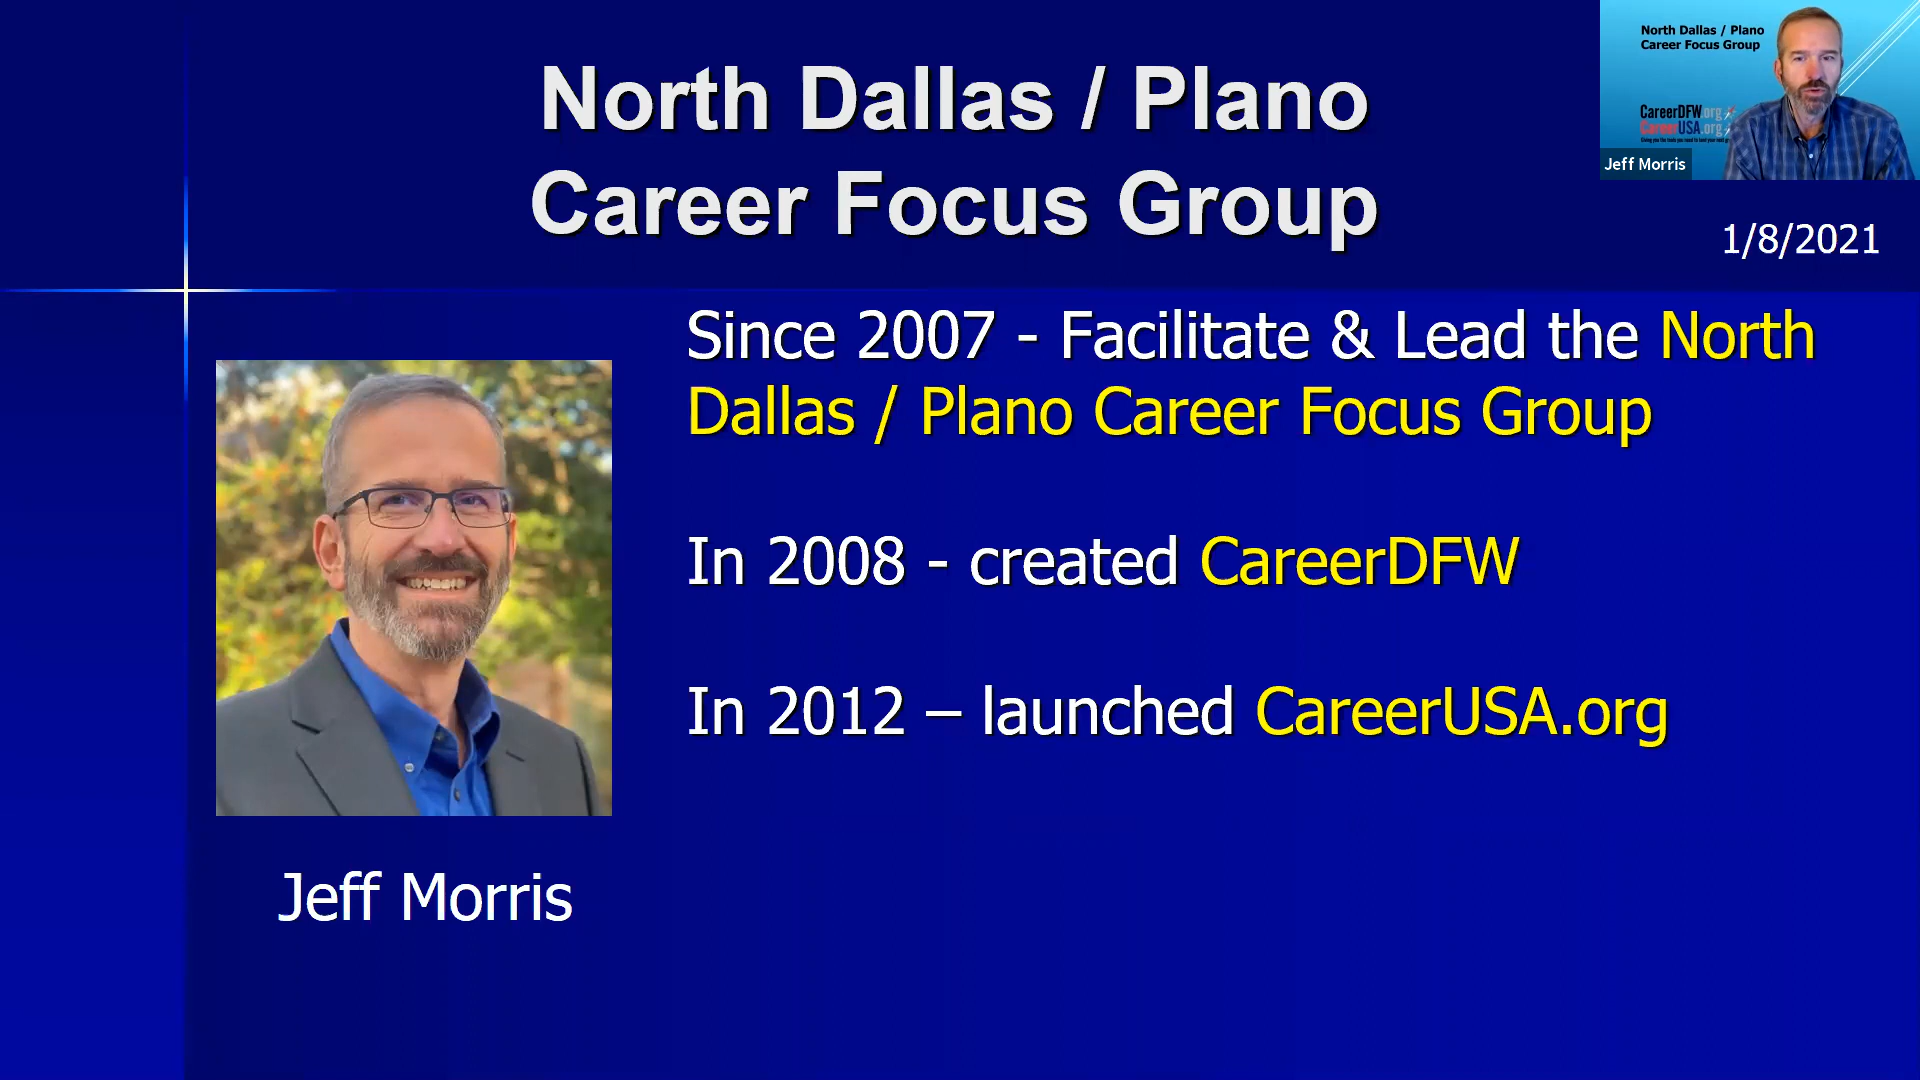 North Dallas / Plano
Career Focus Group
North Dallas / Plano
Career Focus Group
CareerDFW.org
CareerUSA.org
Jeff Morris
1/8/2021
Since 2007 - Facilitate & Lead the North
Dallas / Plano Career Focus Group
In 2008 - created CareerDFW
In 2012 – launched CareerUSA.org
Jeff Morris